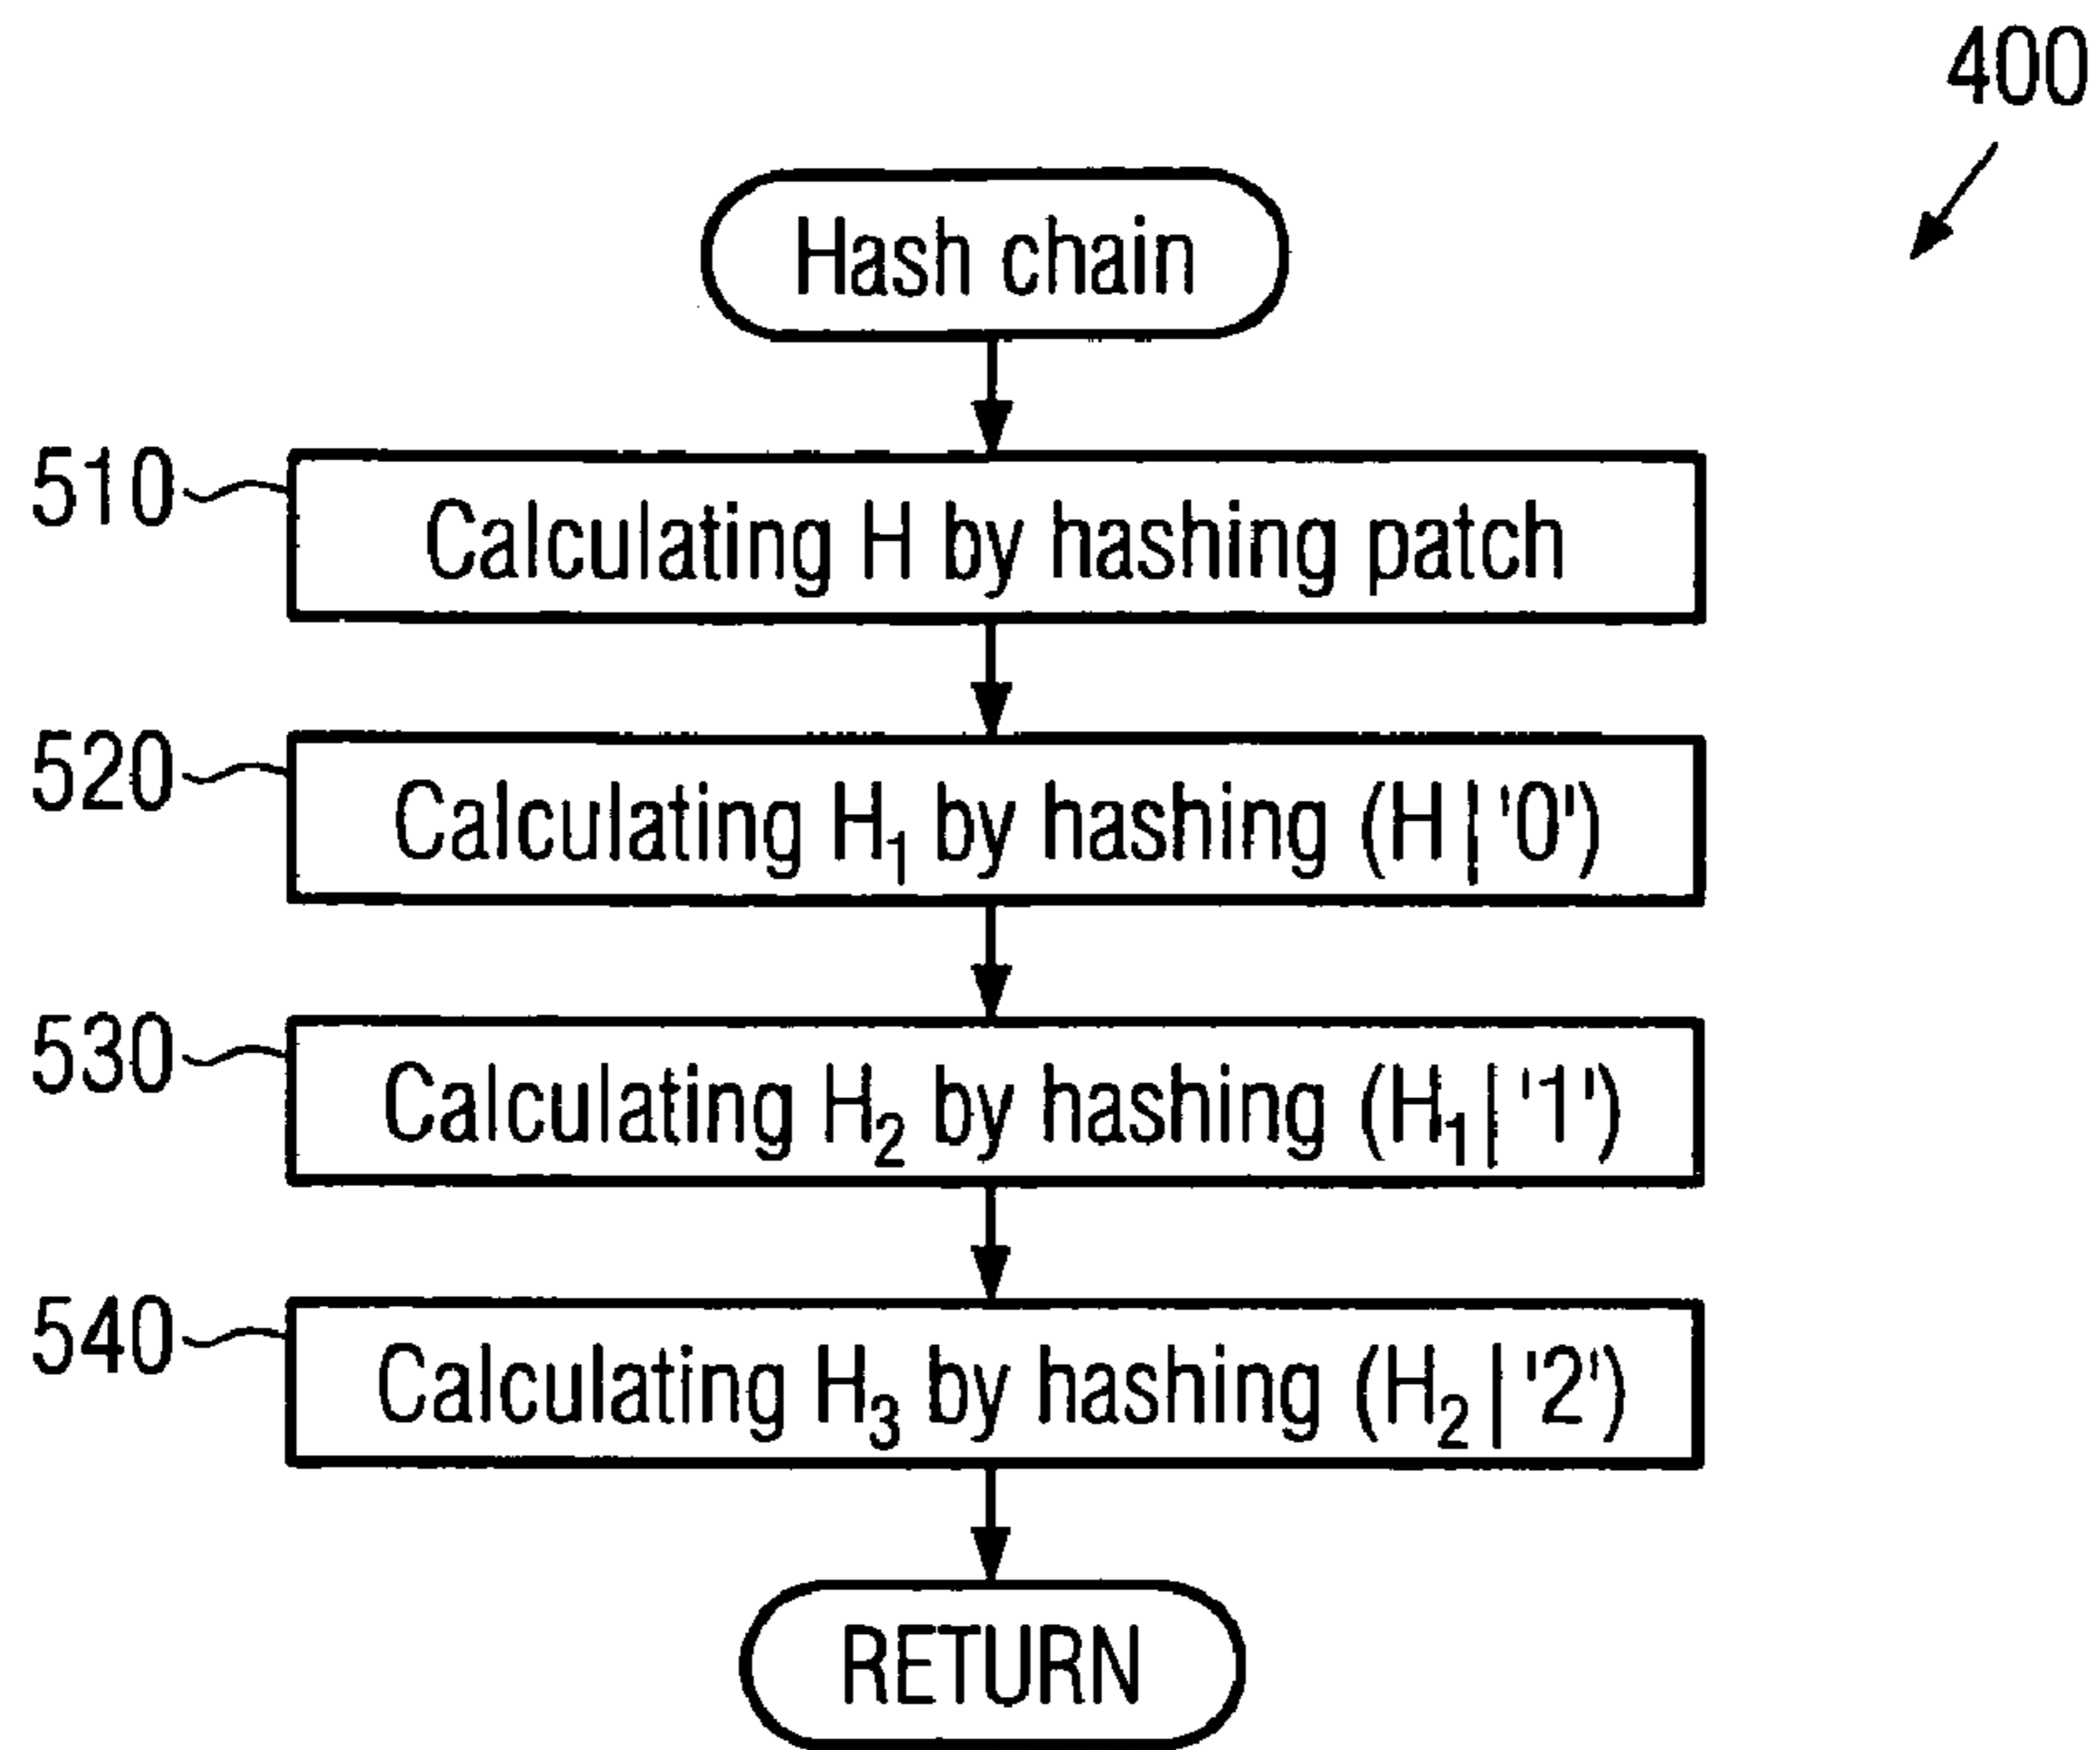 400
Hash chain
510
Calculating H by hashing patch
520
Calculating H₁ by hashing (H | '0')
530
Calculating H₂ by hashing (H₁ | '1')
540
Calculating H₃ by hashing (H₂ | '2')
RETURN